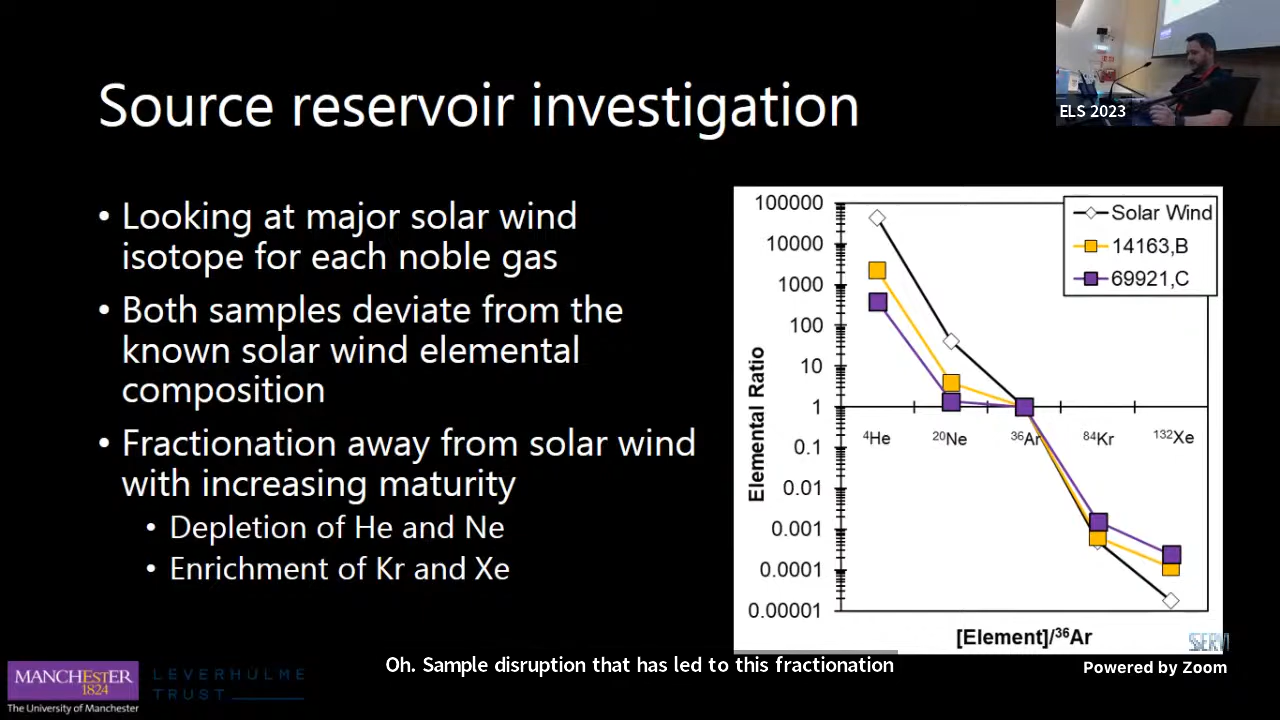 Source reservoir investigation
ELS 2023
• Looking at major solar wind
isotope for each noble gas
• Both samples deviate from the
known solar wind elemental
composition
• Fractionation away from solar wind
with increasing maturity
• Depletion of He and Ne
• Enrichment of Kr and Xe
100000
10000
1000
100
10
1
0.1
0.01
0.001
0.0001
0.00001
Elemental Ratio
⁴He
²⁰Ne
³⁶Ar
⁸⁴Kr
¹³²Xe
Solar Wind
14163,B
69921,C
[Element]/³⁶Ar
Oh. Sample disruption that has led to this fractionation
MANCHESTER
1824
The University of Manchester
LEVERHULME
TRUST
Powered by Zoom